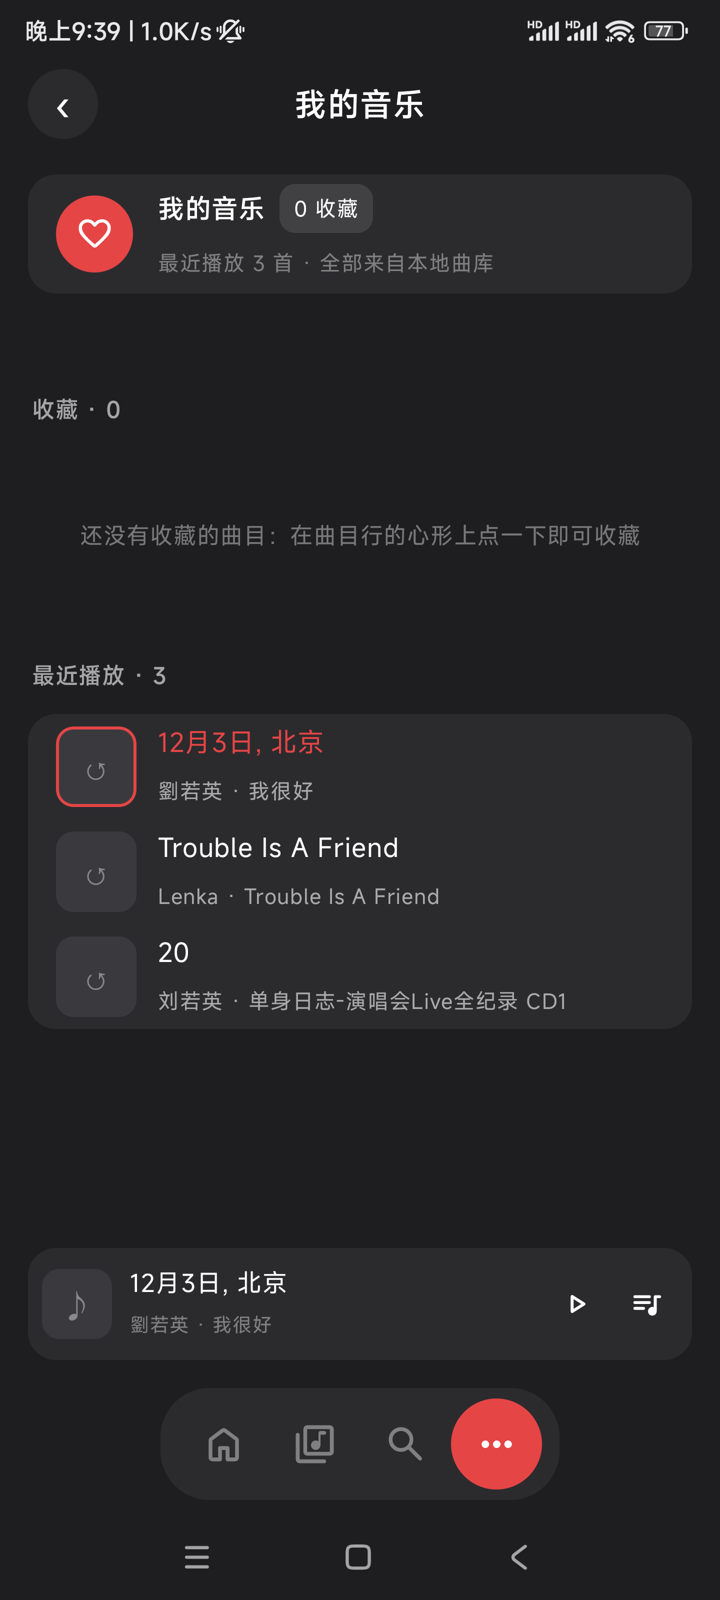 晚上9:39 | 1.0K/s
HD HD 6 77
我的音乐
我的音乐 0 收藏
最近播放 3 首 · 全部来自本地曲库
收藏 · 0
还没有收藏的曲目：在曲目行的心形上点一下即可收藏
最近播放 · 3
12月3日, 北京
劉若英 · 我很好
Trouble Is A Friend
Lenka · Trouble Is A Friend
20
刘若英 · 单身日志-演唱会Live全纪录 CD1
12月3日, 北京
劉若英 · 我很好